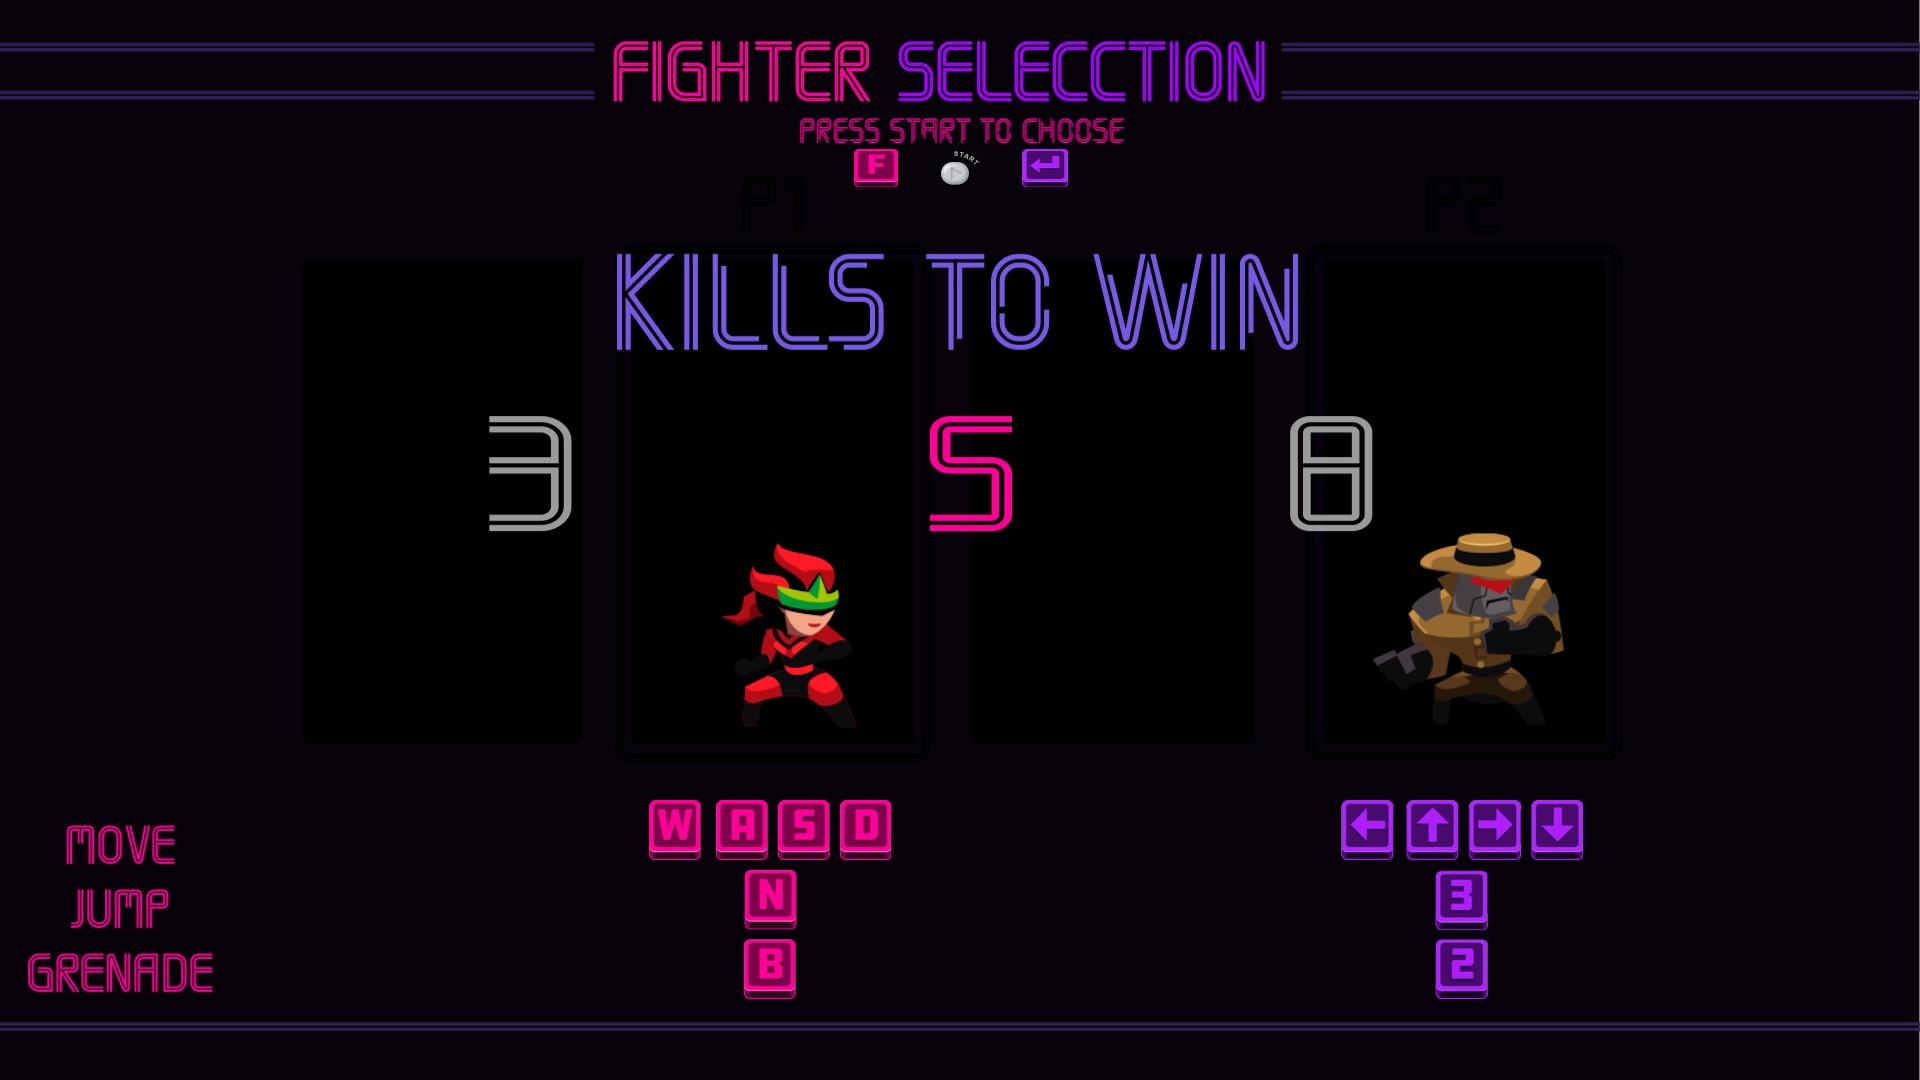 FIGHTER SELECCTION
PRESS START TO CHOOSE
F START
P1 P2
KILLS TO WIN
3 5 8
W A S D
MOVE
JUMP N 3
GRENADE B 2